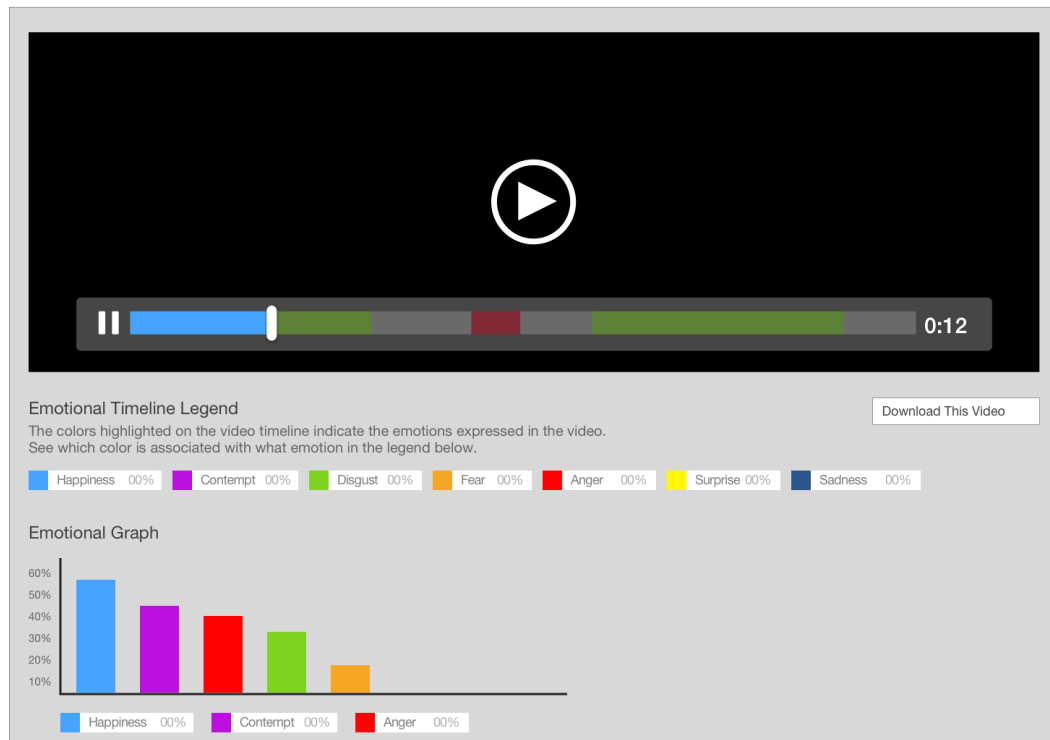 0:12
Emotional Timeline Legend
Download This Video
The colors highlighted on the video timeline indicate the emotions expressed in the video.
See which color is associated with what emotion in the legend below.
Happiness 00% Contempt 00% Disgust 00% Fear 00% Anger 00% Surprise 00% Sadness 00%
Emotional Graph
60%
50%
40%
30%
20%
10%
Happiness 00% Contempt 00% Anger 00%